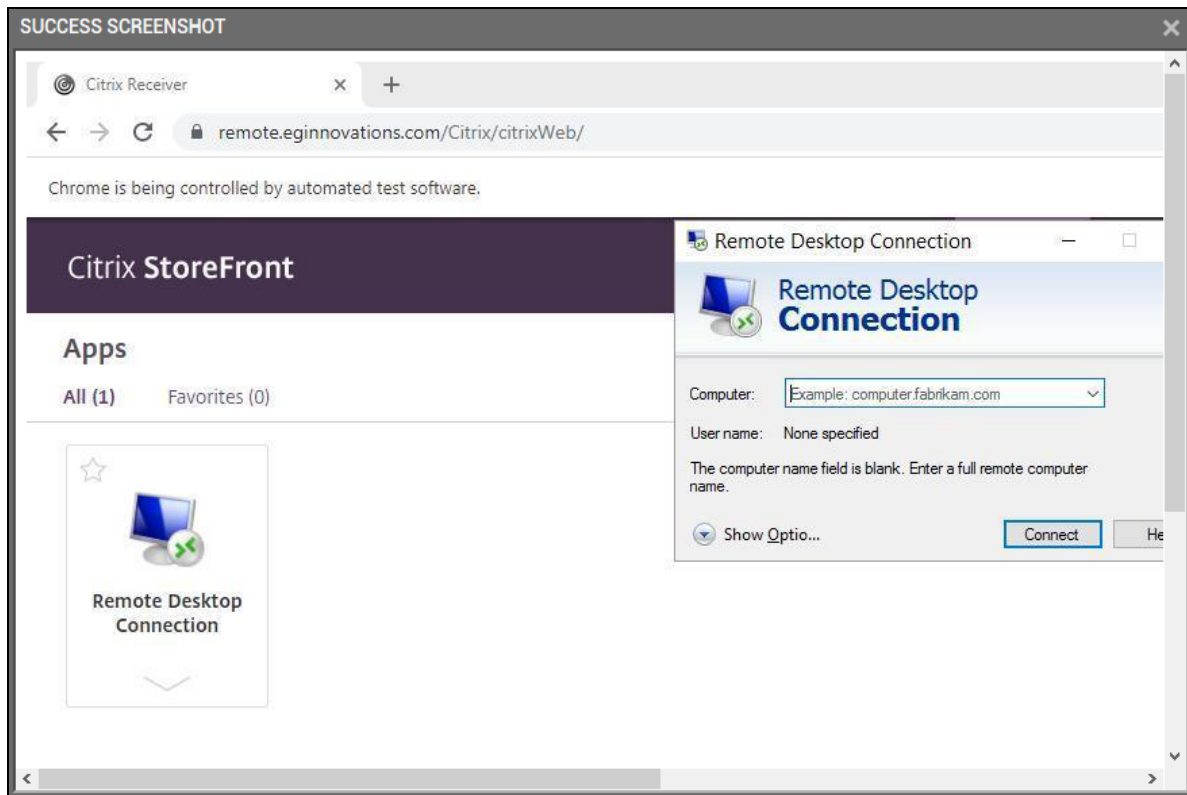 SUCCESS SCREENSHOT
Citrix Receiver
remote.eginnovations.com/Citrix/citrixWeb/
Chrome is being controlled by automated test software.
Citrix StoreFront
Apps
All (1) Favorites (0)
Remote Desktop
Connection
Remote Desktop Connection
Remote Desktop
Connection
Computer: Example: computer.fabrikam.com
User name: None specified
The computer name field is blank. Enter a full remote computer
name.
Show Optio... Connect He